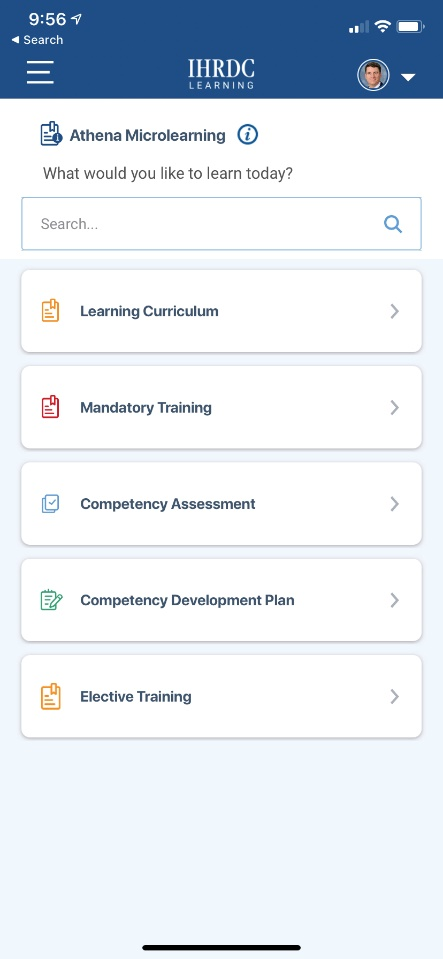 9:56
Search
IHRDC
LEARNING
Athena Microlearning
What would you like to learn today?
Search...
Learning Curriculum
Mandatory Training
Competency Assessment
Competency Development Plan
Elective Training